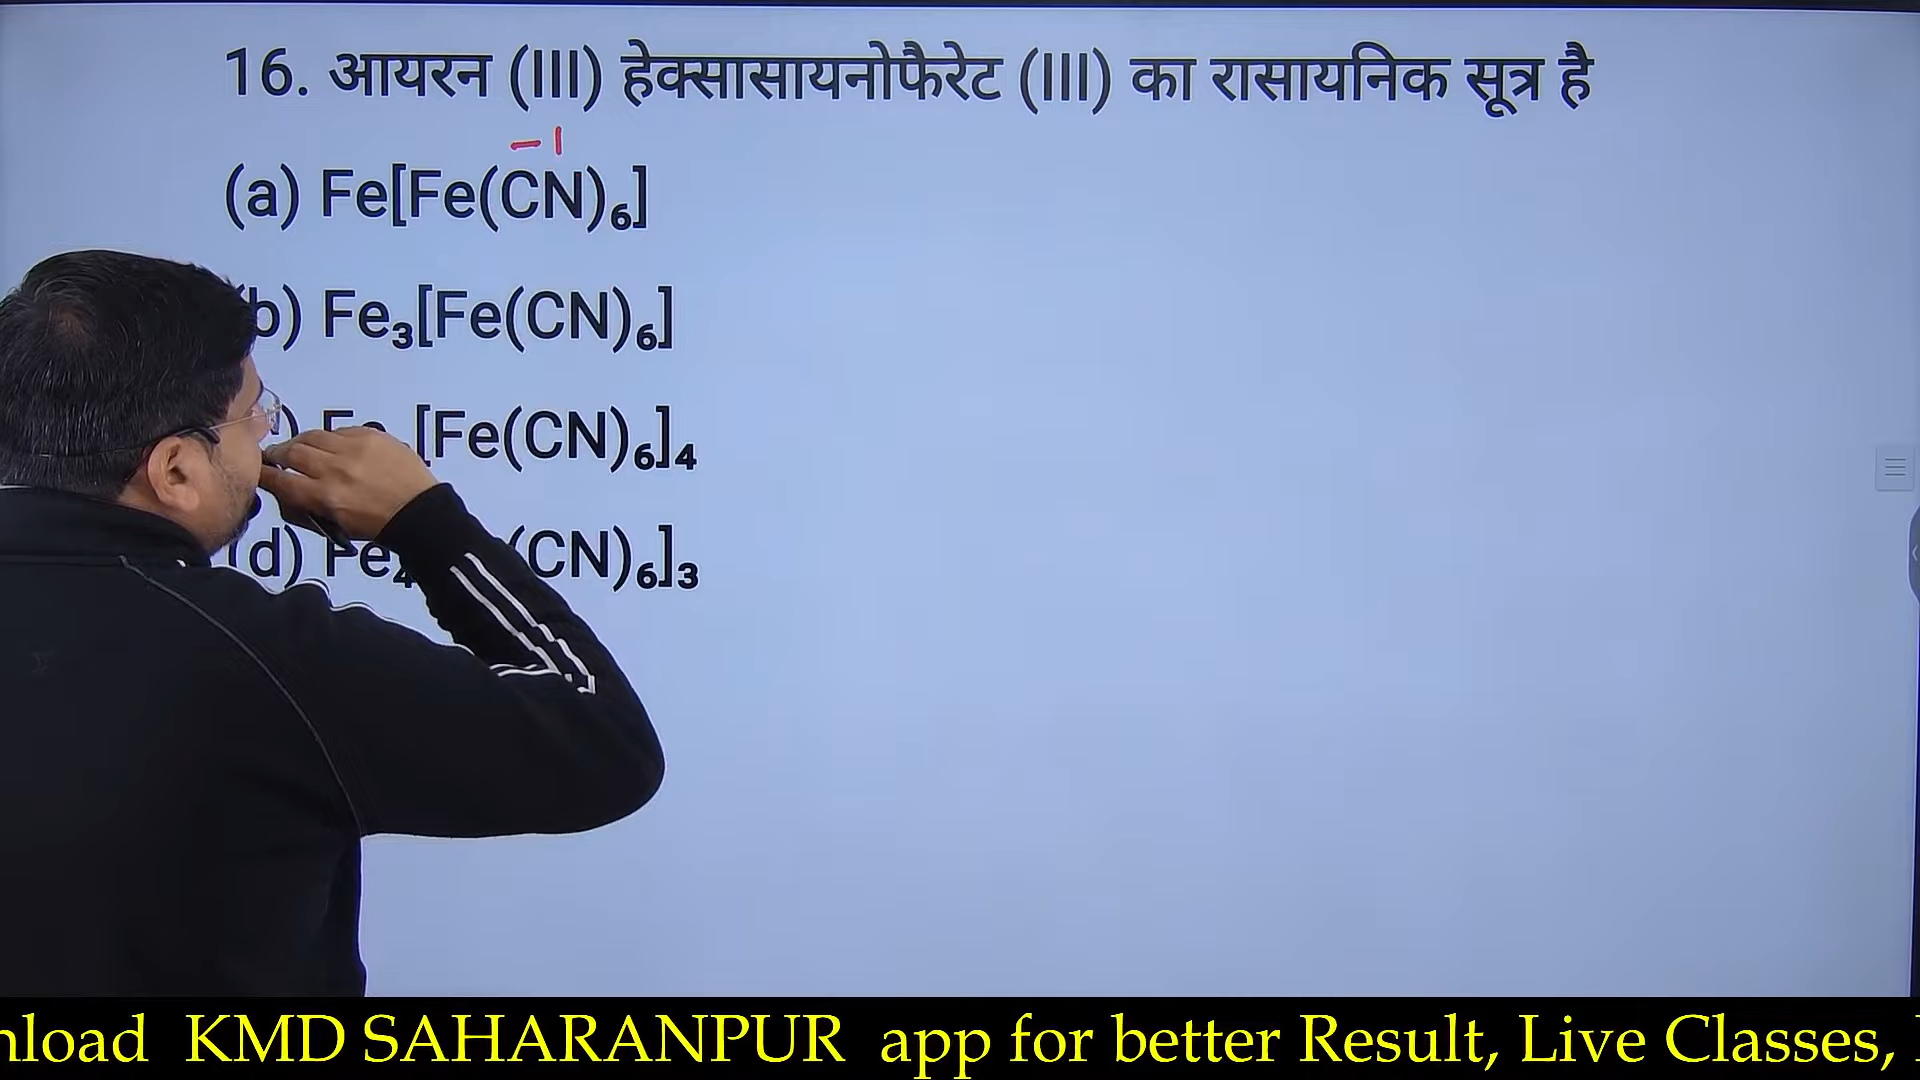 16. आयरन (III) हेक्सासायनोफैरेट (III) का रासायनिक सूत्र है
–1
(a) Fe[Fe(CN)₆]
b) Fe₃[Fe(CN)₆]
) Fe [Fe(CN)₆]₄
(d) Fe₄ (CN)₆]₃
nload KMD SAHARANPUR app for better Result, Live Classes,